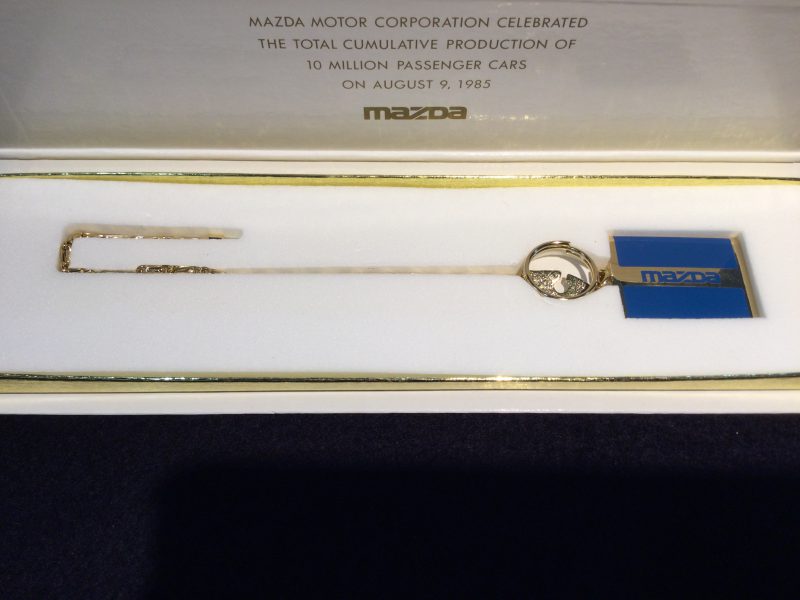 MAZDA MOTOR CORPORATION CELEBRATED
THE TOTAL CUMULATIVE PRODUCTION OF
10 MILLION PASSENGER CARS
ON AUGUST 9, 1985
mazda
mazda